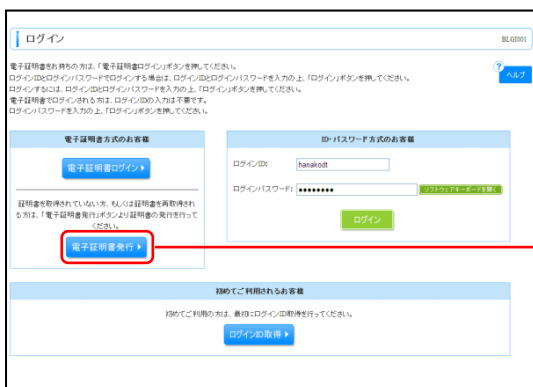 ログイン
BLGI001
電子証明書をお持ちの方は、「電子証明書ログイン」ボタンを押してください。
ログインIDとログインパスワードでログインする場合は、ログインIDとログインパスワードを入力の上、「ログイン」ボタンを押してください。
ログインするには、ログインIDとログインパスワードを入力の上、「ログイン」ボタンを押してください。
電子証明書でログインされる方は、ログインIDの入力は不要です。
ログインパスワードを入力の上、「ログイン」ボタンを押してください。
? ヘルプ
電子証明書方式のお客様
電子証明書ログイン
証明書を取得されていない方、もしくは証明書を再取得され
る方は、「電子証明書発行」ボタンより証明書の発行を行って
ください。
電子証明書発行
ID・パスワード方式のお客様
ログインID: hanakodt
ログインパスワード: ●●●●●●●● ソフトウェアキーボードを開く
ログイン
初めてご利用されるお客様
初めてご利用の方は、最初にログインID取得を行ってください。
ログインID取得